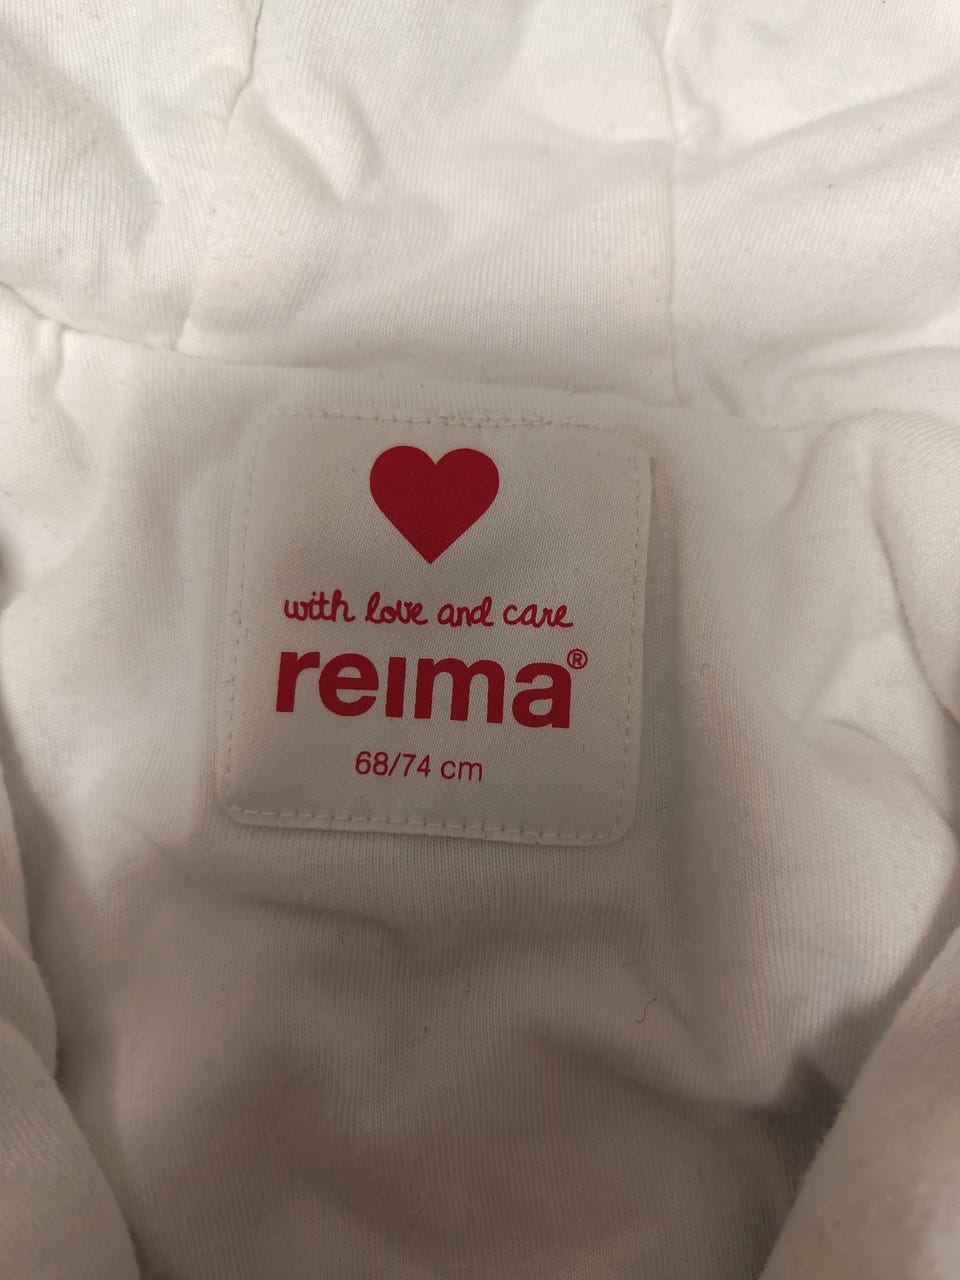 with love and care
reima®
68/74 cm